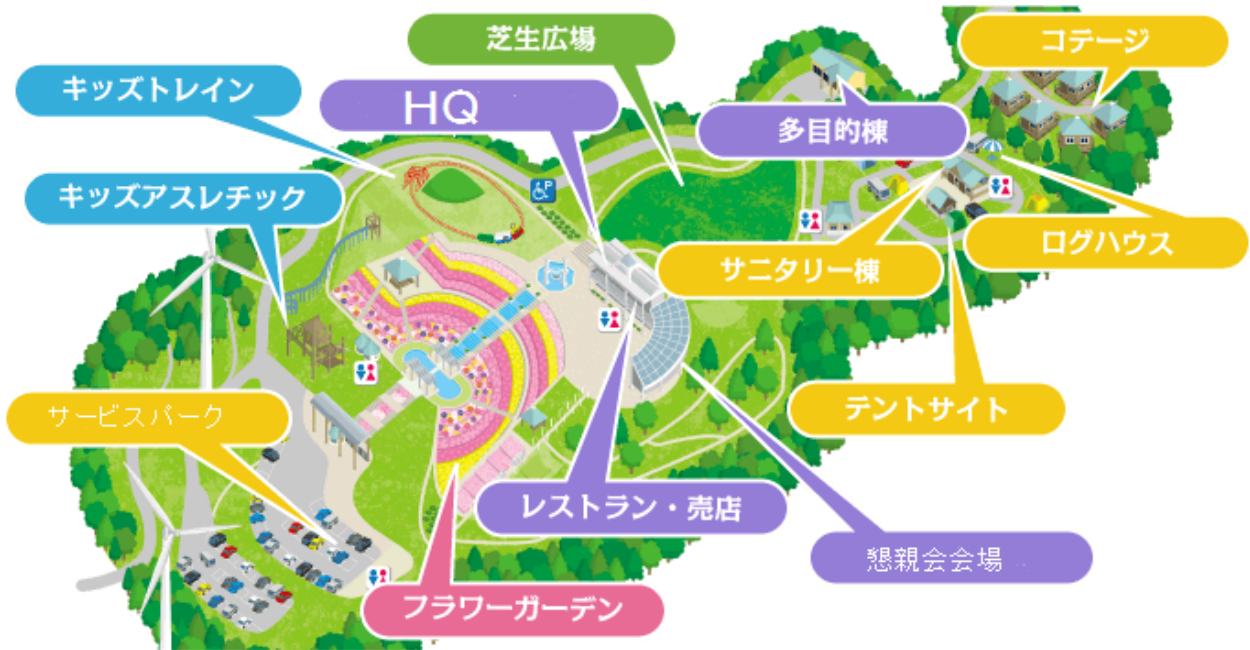 芝生広場
コテージ
キッズトレイン
HQ
多目的棟
キッズアスレチック
P
サニタリー棟
ログハウス
サービスパーク
テントサイト
レストラン・売店
懇親会会場
フラワーガーデン